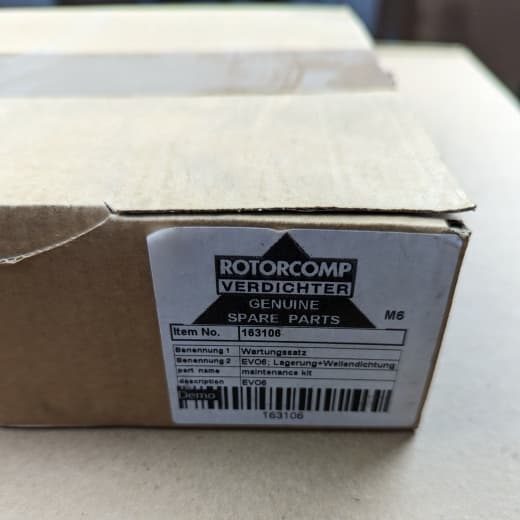 ROTORCOMP
VERDICHTER
GENUINE
SPARE PARTS
M6
Item No. 163106
Benennung 1 Wartungssatz
Benennung 2 EVO6; Lagerung+Wellendichtung
part name maintenance kit
description EVO6
Demo
163106